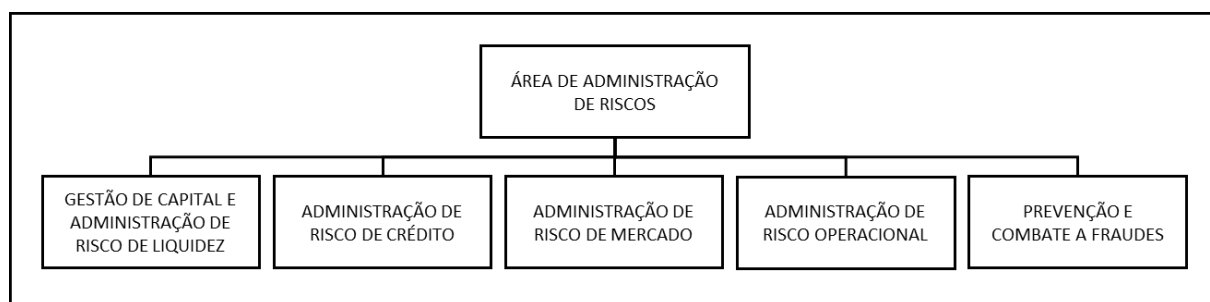 ÁREA DE ADMINISTRAÇÃO
DE RISCOS
GESTÃO DE CAPITAL E
ADMINISTRAÇÃO DE
RISCO DE LIQUIDEZ
ADMINISTRAÇÃO DE
RISCO DE CRÉDITO
ADMINISTRAÇÃO DE
RISCO DE MERCADO
ADMINISTRAÇÃO DE
RISCO OPERACIONAL
PREVENÇÃO E
COMBATE A FRAUDES